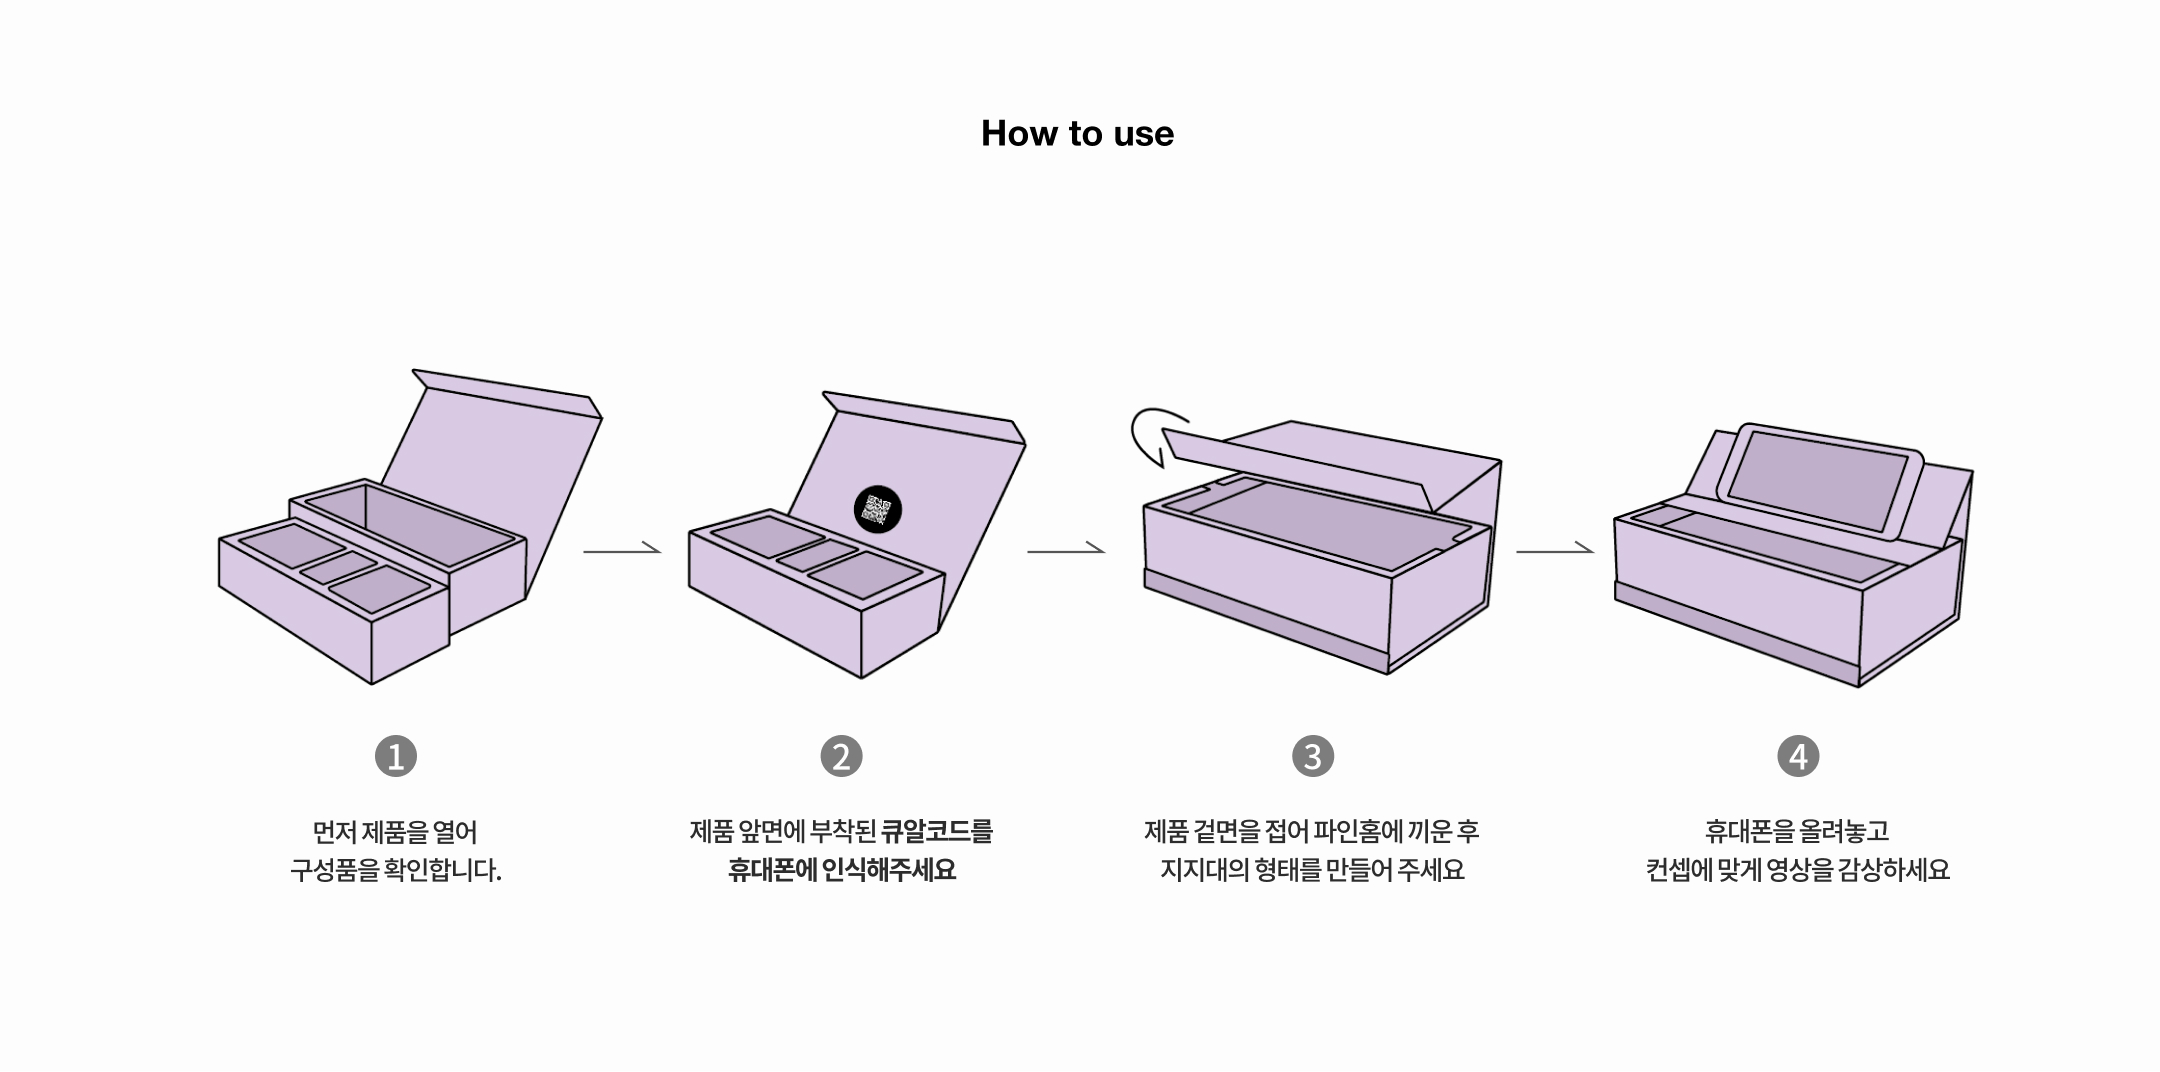 How to use
1
먼저 제품을 열어
구성품을 확인합니다.
2
제품 앞면에 부착된 큐알코드를
휴대폰에 인식해주세요
3
제품 겉면을 접어 파인홈에 끼운 후
지지대의 형태를 만들어 주세요
4
휴대폰을 올려놓고
컨셉에 맞게 영상을 감상하세요